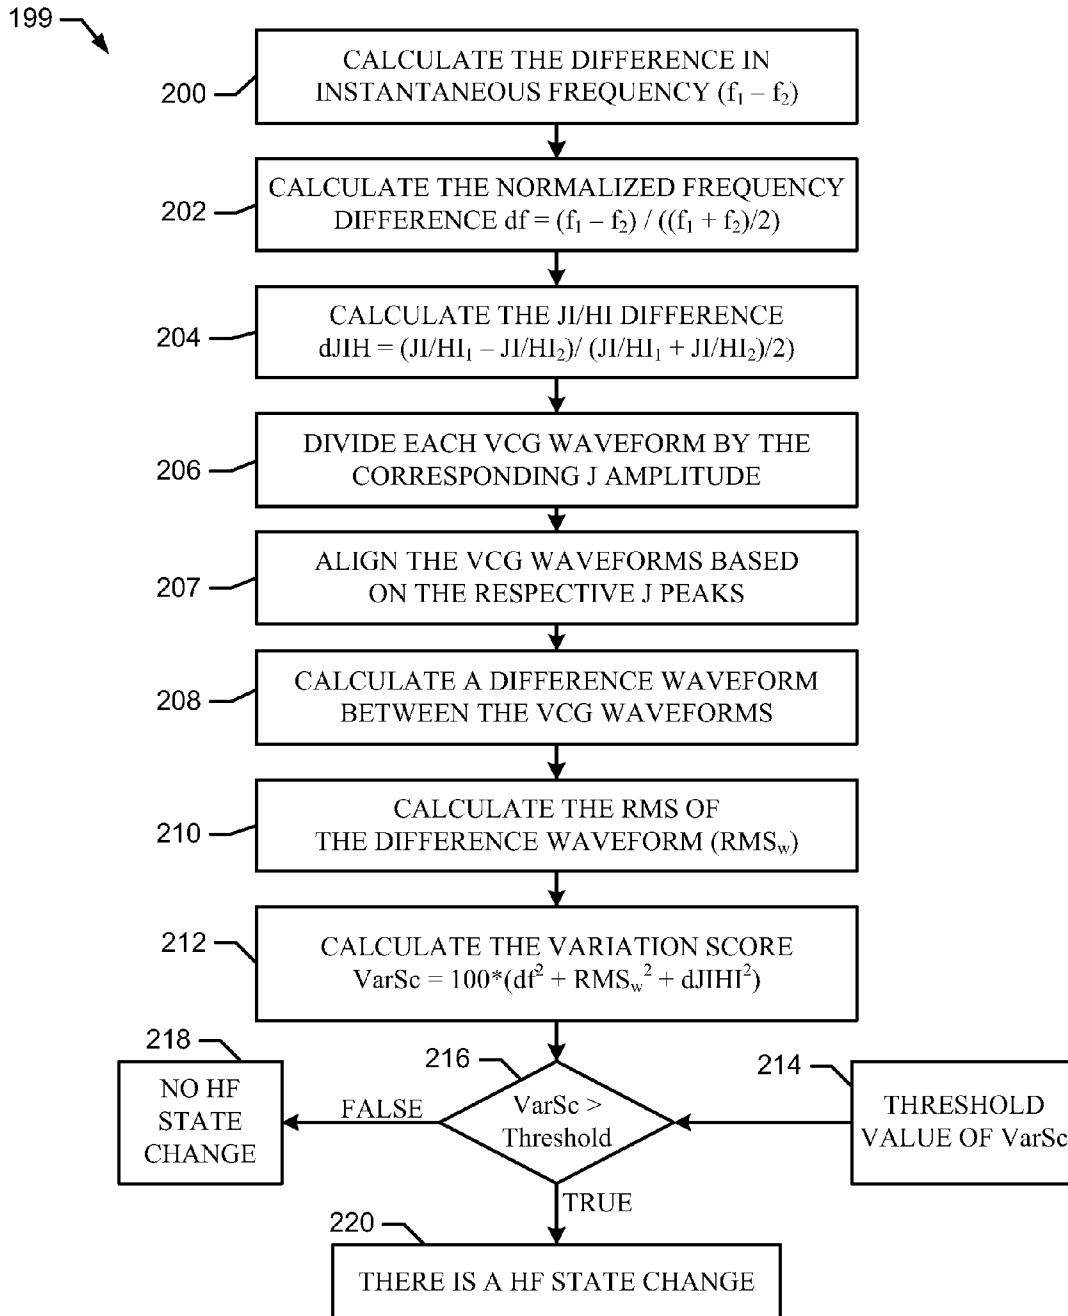 199
200
CALCULATE THE DIFFERENCE IN
INSTANTANEOUS FREQUENCY (f₁ – f₂)
202
CALCULATE THE NORMALIZED FREQUENCY
DIFFERENCE df = (f₁ – f₂) / ((f₁ + f₂)/2)
204
CALCULATE THE JI/HI DIFFERENCE
dJIH = (JI/HI₁ – JI/HI₂)/ (JI/HI₁ + JI/HI₂)/2)
206
DIVIDE EACH VCG WAVEFORM BY THE
CORRESPONDING J AMPLITUDE
207
ALIGN THE VCG WAVEFORMS BASED
ON THE RESPECTIVE J PEAKS
208
CALCULATE A DIFFERENCE WAVEFORM
BETWEEN THE VCG WAVEFORMS
210
CALCULATE THE RMS OF
THE DIFFERENCE WAVEFORM (RMS_w)
212
CALCULATE THE VARIATION SCORE
VarSc = 100*(df² + RMS_w² + dJIHI²)
218
NO HF
STATE
CHANGE
FALSE
216
VarSc >
Threshold
214
THRESHOLD
VALUE OF VarSc
TRUE
220
THERE IS A HF STATE CHANGE